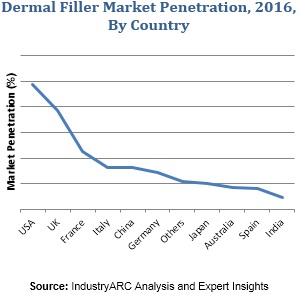 Dermal Filler Market Penetration, 2016,
By Country
Market Penetration (%)
USA
UK
France
Italy
China
Germany
Others
Japan
Australia
Spain
India
Source: IndustryARC Analysis and Expert Insights